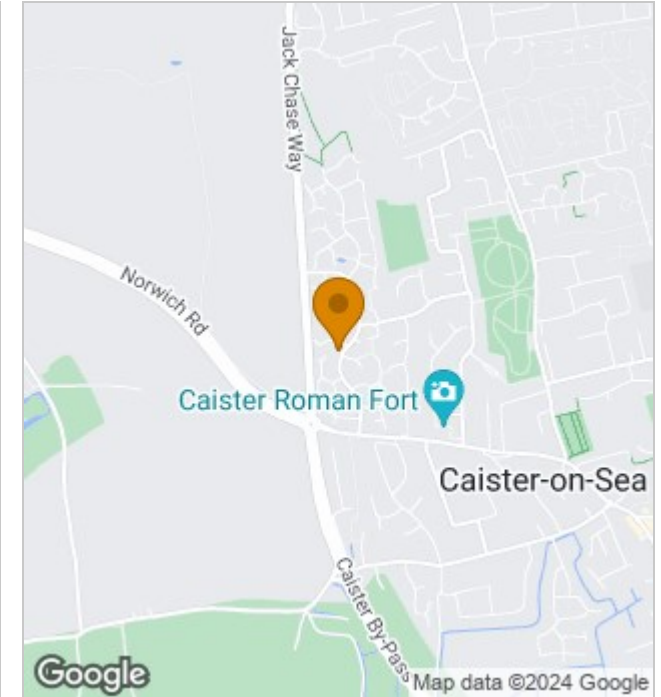 Jack Chase Way
Norwich Rd
Caister Roman Fort
Caister-on-Sea
Caister By-Pass
Google
Map data ©2024 Google